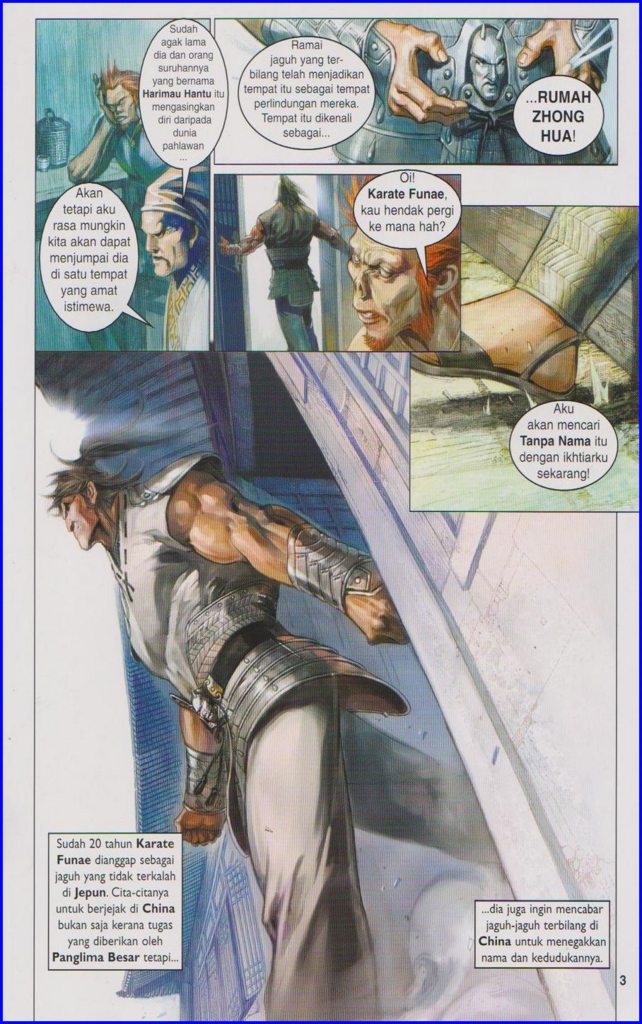 Sudah
agak lama
dia dan orang
suruhannya
yang bernama
Harimau Hantu itu
mengasingkan
diri daripada
dunia
pahlawan
...
Akan
tetapi aku
rasa mungkin
kita akan dapat
menjumpai dia
di satu tempat
yang amat
istimewa.
Ramai
jaguh yang ter-
bilang telah menjadikan
tempat itu sebagai tempat
perlindungan mereka.
Tempat itu dikenali
sebagai...
...RUMAH
ZHONG
HUA!
Oi!
Karate Funae,
kau hendak pergi
ke mana hah?
Aku
akan mencari
Tanpa Nama itu
dengan ikhtiarku
sekarang!
Sudah 20 tahun Karate
Funae dianggap sebagai
jaguh yang tidak terkalah
di Jepun. Cita-citanya
untuk berjejak di China
bukan saja kerana tugas
yang diberikan oleh
Panglima Besar tetapi...
...dia juga ingin mencabar
jaguh-jaguh terbilang di
China untuk menegakkan
nama dan kedudukannya.
3